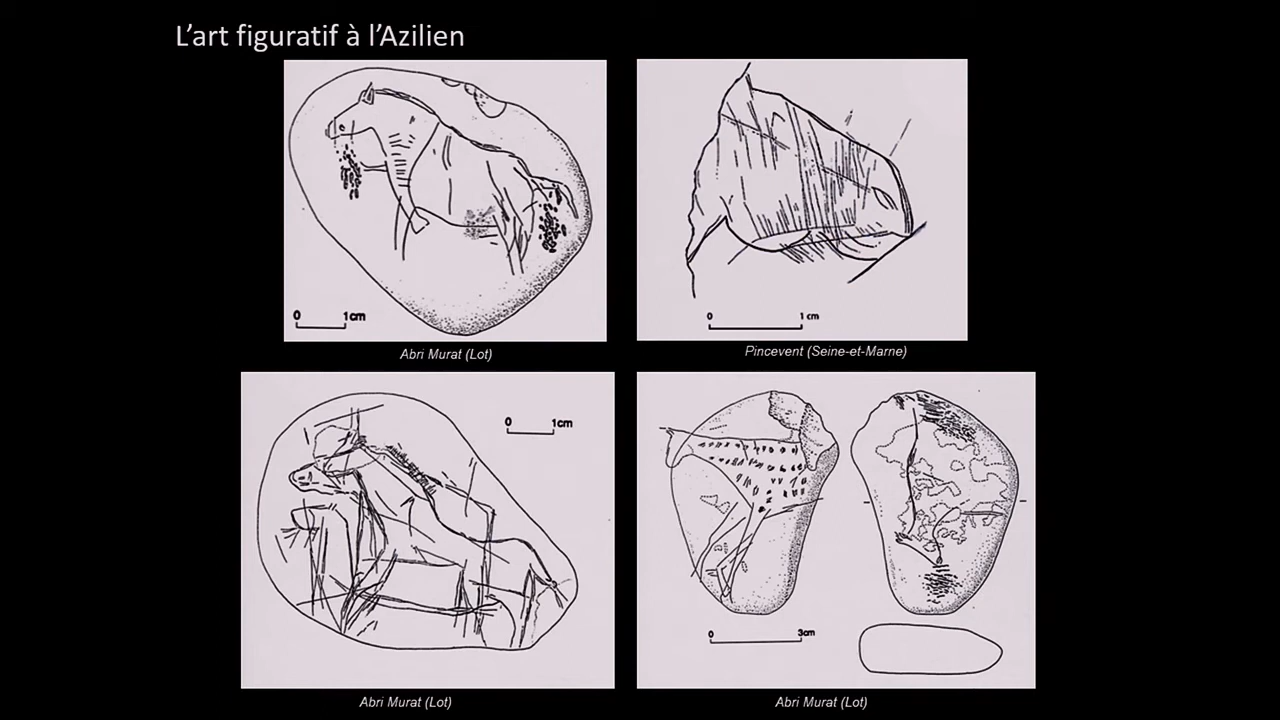 L’art figuratif à l’Azilien
0 1cm
Abri Murat (Lot)
0 1 cm
Pincevent (Seine-et-Marne)
0 1cm
Abri Murat (Lot)
0 3cm
Abri Murat (Lot)